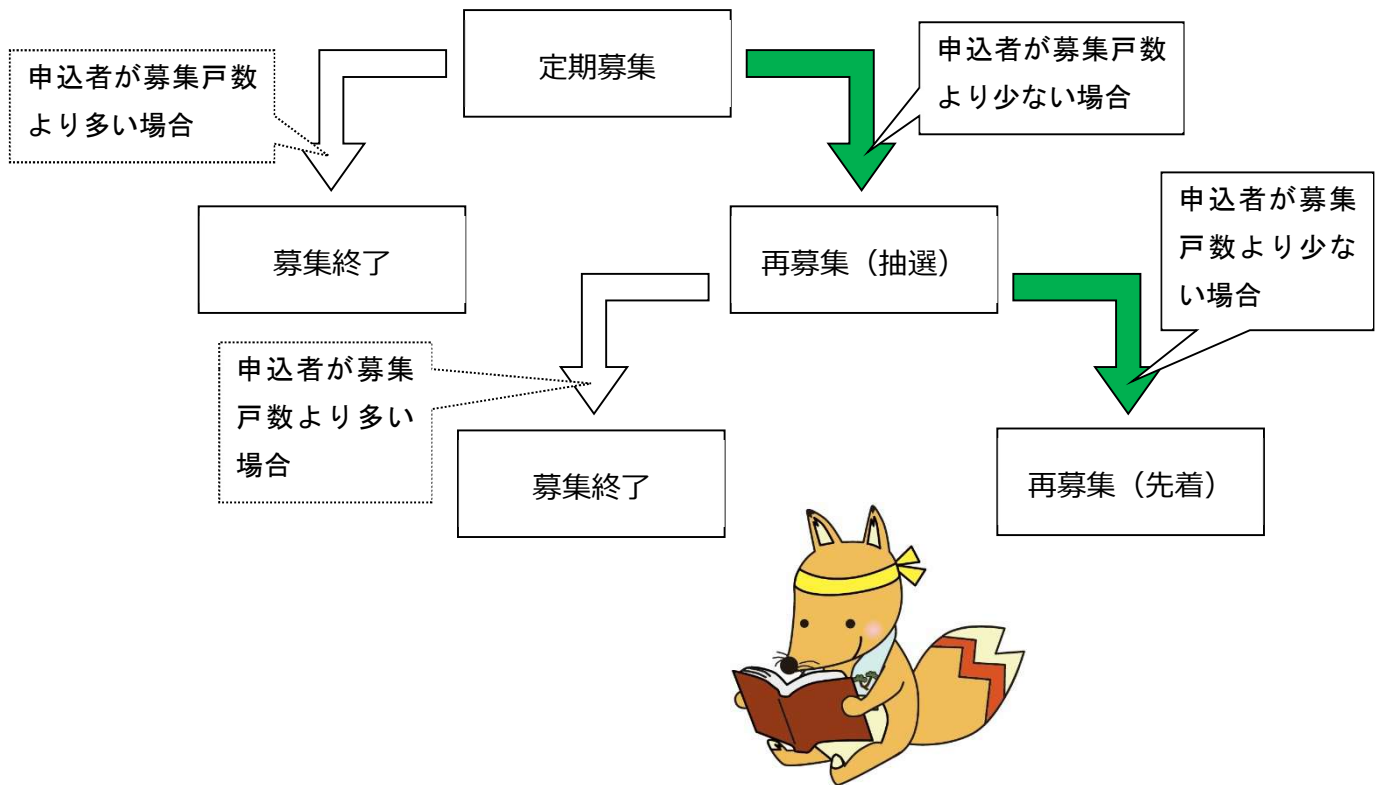 定期募集
申込者が募集戸数
より多い場合
申込者が募集戸数
より少ない場合
募集終了
再募集（抽選）
申込者が募集
戸数より少な
い場合
申込者が募集
戸数より多い
場合
募集終了
再募集（先着）